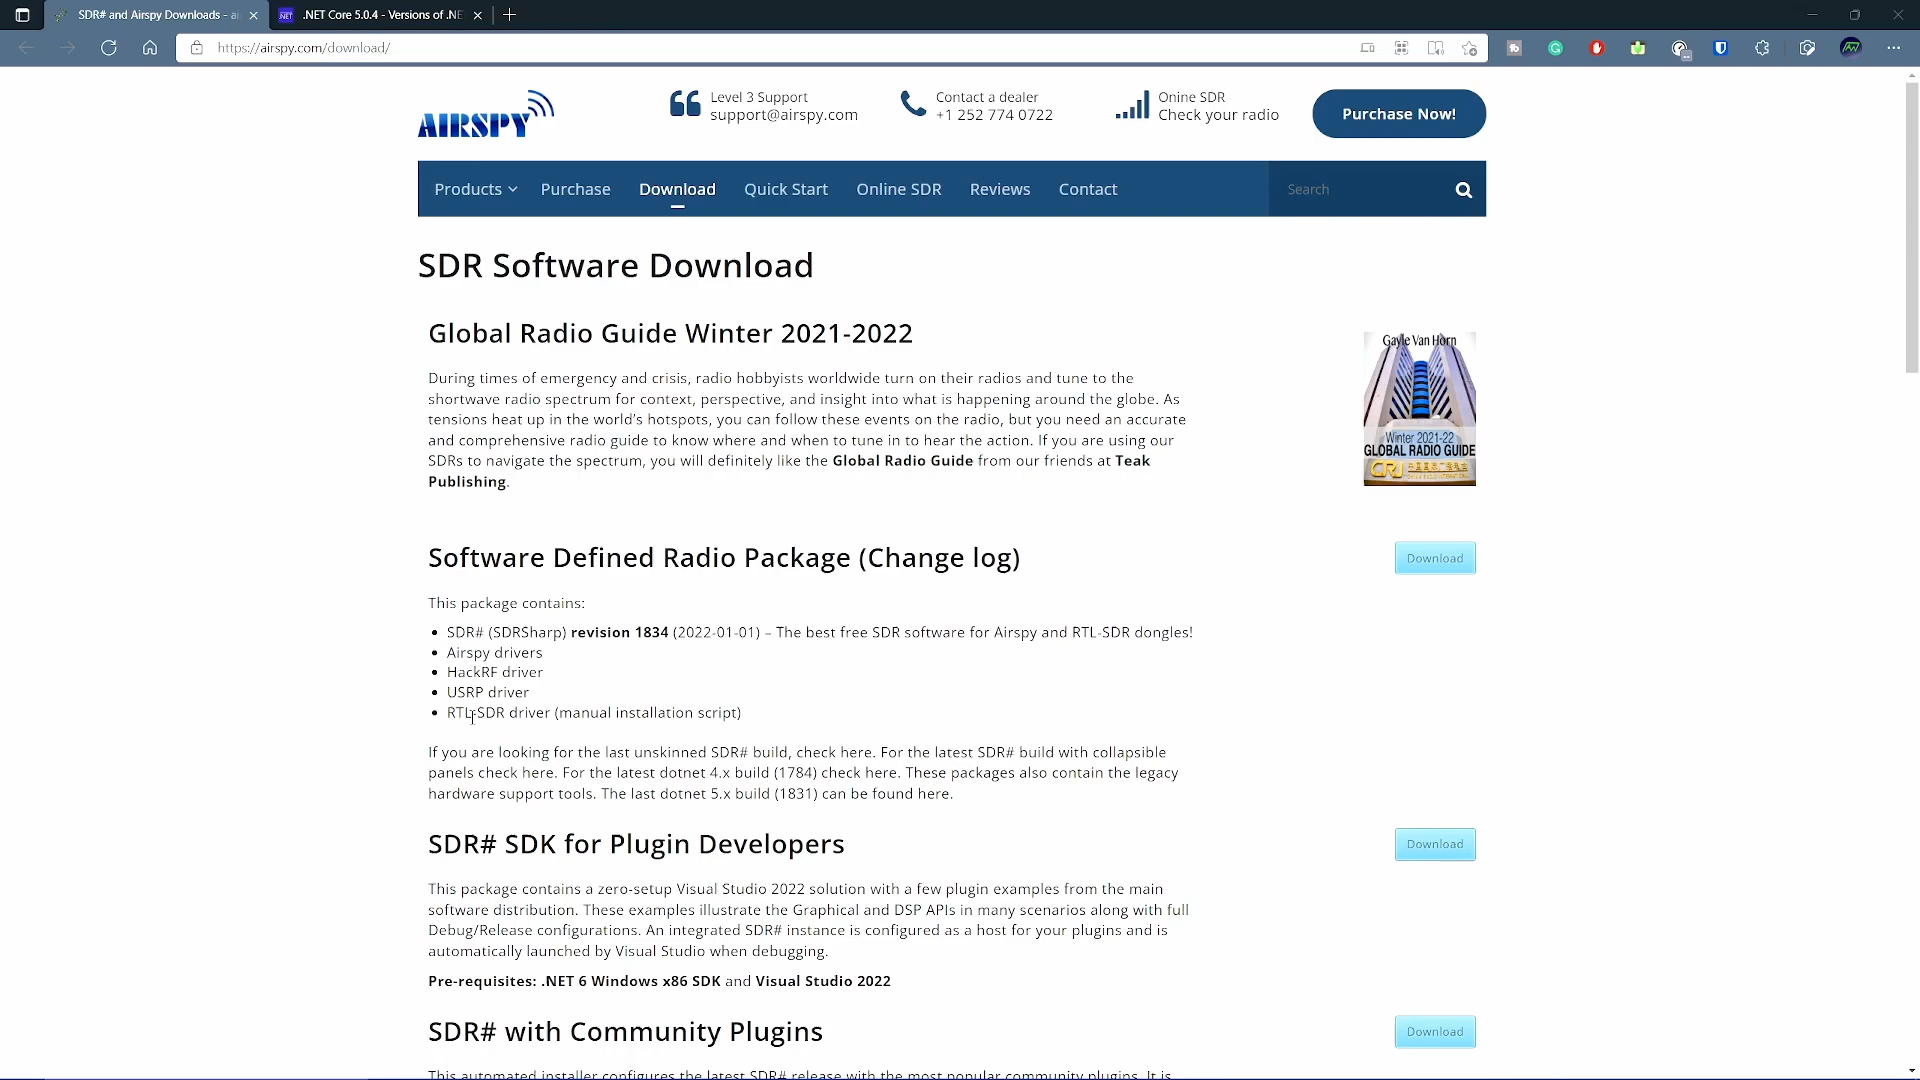 SDR# and Airspy Downloads - ai
.NET Core 5.0.4 - Versions of .NE
https://airspy.com/download/
AIRSPY
Level 3 Support
support@airspy.com
Contact a dealer
+1 252 774 0722
Onine SDR
Check your radio
Purchase Now!
Products
Purchase
Download
Quick Start
Online SDR
Reviews
Contact
Search
SDR Software Download
Global Radio Guide Winter 2021-2022
During times of emergency and crisis, radio hobbyists worldwide turn on their radios and tune to the
shortwave radio spectrum for context, perspective, and insight into what is happening around the globe. As
tensions heat up in the world's hotspots, you can follow these events on the radio, but you need an accurate
and comprehensive radio guide to know where and when to tune in to hear the action. If you are using our
SDRs to navigate the spectrum, you will definitely like the Global Radio Guide from our friends at Teak
Publishing.
Gayle Van Horn
Winter 2021-22
GLOBAL RADIO GUIDE
CRI
Software Defined Radio Package (Change log)
Download
This package contains:
• SDR# (SDRSharp) revision 1834 (2022-01-01) – The best free SDR software for Airspy and RTL-SDR dongles!
• Airspy drivers
• HackRF driver
• USRP driver
• RTL-SDR driver (manual installation script)
If you are looking for the last unskinned SDR# build, check here. For the latest SDR# build with collapsible
panels check here. For the latest dotnet 4.x build (1784) check here. These packages also contain the legacy
hardware support tools. The last dotnet 5.x build (1831) can be found here.
SDR# SDK for Plugin Developers
Download
This package contains a zero-setup Visual Studio 2022 solution with a few plugin examples from the main
software distribution. These examples illustrate the Graphical and DSP APIs in many scenarios along with full
Debug/Release configurations. An integrated SDR# instance is configured as a host for your plugins and is
automatically launched by Visual Studio when debugging.
Pre-requisites: .NET 6 Windows x86 SDK and Visual Studio 2022
SDR# with Community Plugins
Download
This automated installer configures the latest SDR# release with the most popular community plugins. It is